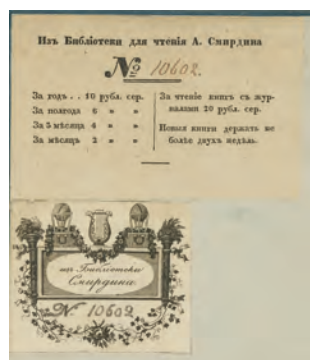 Изъ Библіотеки для чтенія А. Смирдина
№ 10602.
За годъ . . 10 рубл. сер.
За полгода 6 » »
За 3 мѣсяца 4 » »
За мѣсяцъ 2 » »
За чтеніе книгъ съ жур-
налами 20 рубл. сер.
Новыя книги держать не
болѣе двухъ недѣль.
изъ Библіотеки
Смирдина
№ 10602